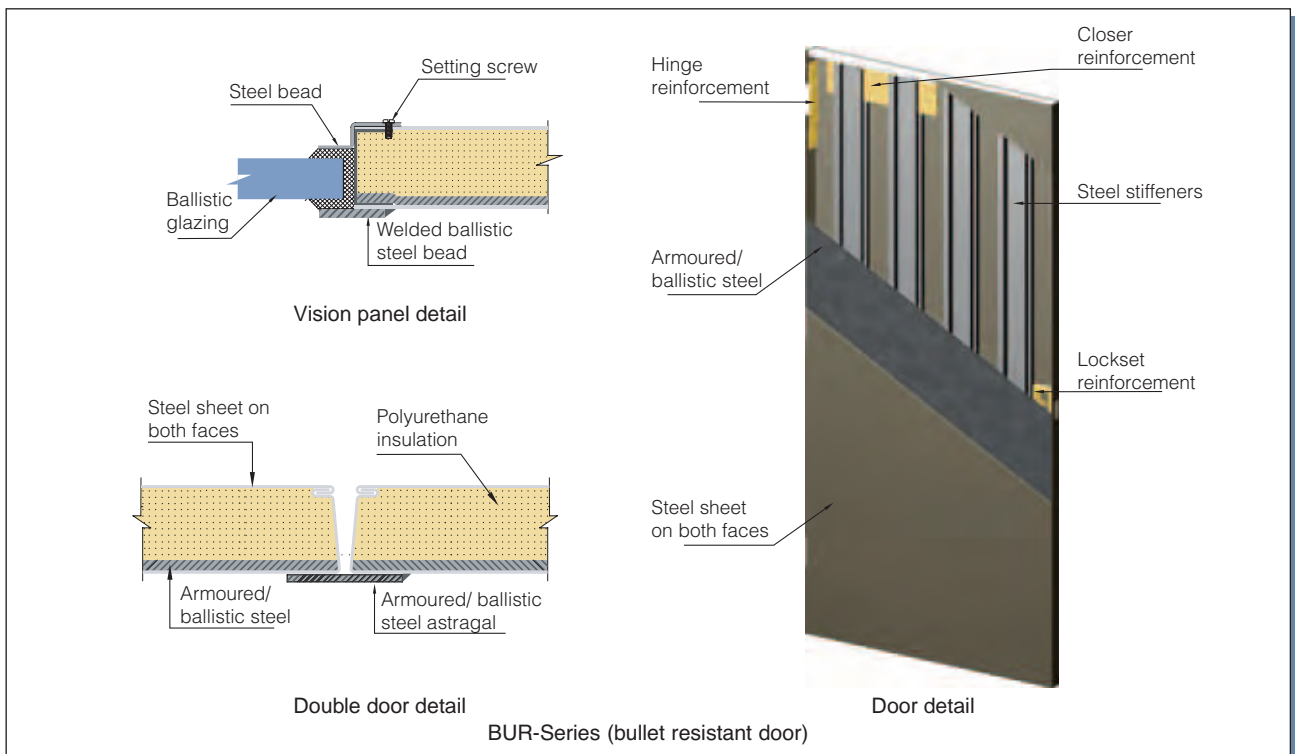 Setting screw
Steel bead
Ballistic
glazing
Welded ballistic
steel bead
Vision panel detail
Steel sheet on
both faces
Polyurethane
insulation
Armoured/
ballistic steel
Armoured/ ballistic
steel astragal
Double door detail
Closer
reinforcement
Hinge
reinforcement
Steel stiffeners
Armoured/
ballistic steel
Lockset
reinforcement
Steel sheet
on both faces
Door detail
BUR-Series (bullet resistant door)